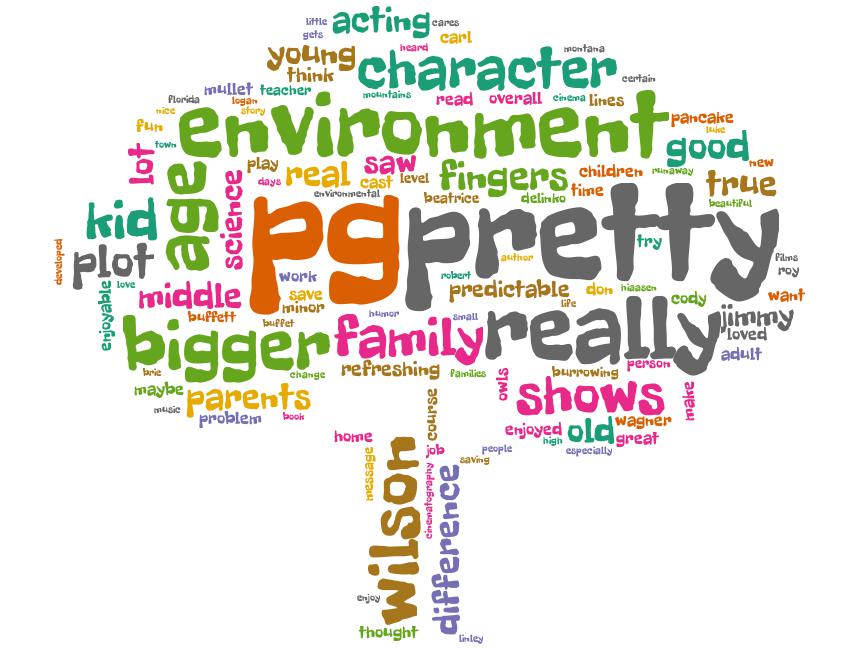 little acting cares
gets
heard carl
young character montana
think certain
mullet teacher mountains read overall cinema lines
florida logan
nice story
environment pancake
fun luke
town good new
lot age play real saw fingers children runaway true
science days cast level time
environmental beatrice delinko beautiful
kid pg pretty
plot author try films
developed roy
love work robert
enjoyable middle save predictable don hiaasen cody want
minor life
buffett humor small jimmy
buffet loved
bigger family really adult
brie change refreshing families burrowing person
maybe parents course owls shows make
music problem book
enjoyed old wagner
home high great
job people especially
message wilson cinematography difference saving
enjoy
thought linley